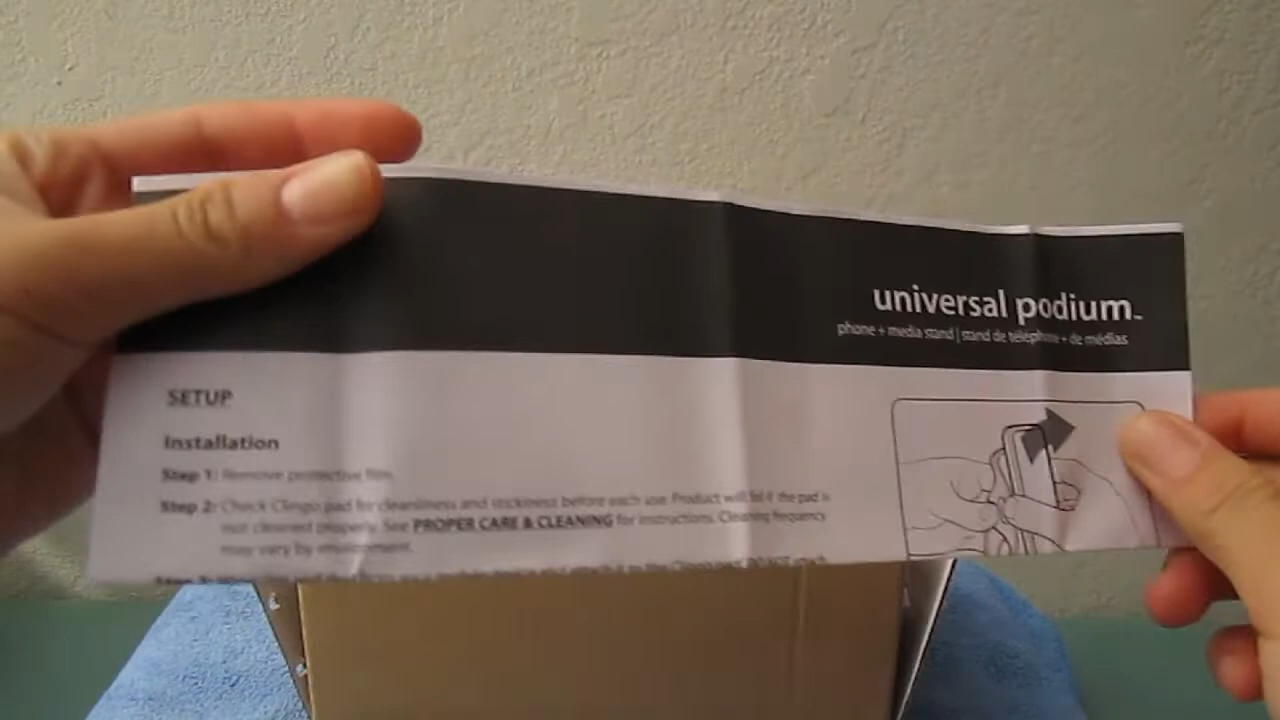 universal podium™
phone + media stand | stand de téléphone + de médias
SETUP
Installation
Step 1: Remove protective film.
Step 2: Check Clingo pad for cleanliness and stickiness before each use. Product will fail if the pad is
not cleaned properly. See PROPER CARE & CLEANING for instructions. Cleaning frequency
may vary by environment.